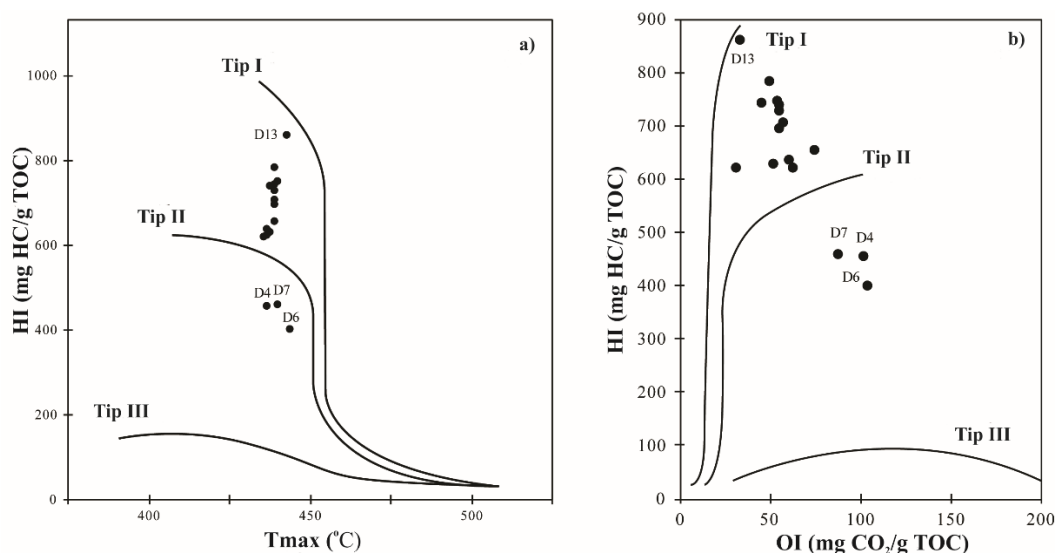 a)
1000
800
600
400
200
0
400
450
500
HI (mg HC/g TOC)
Tmax (°C)
Tip I
Tip II
Tip III
D13
D4 D7
D6
b)
900
800
700
600
500
400
300
200
100
0
0
50
100
150
200
HI (mg HC/g TOC)
OI (mg CO₂/g TOC)
Tip I
Tip II
Tip III
D13
D7 D4
D6